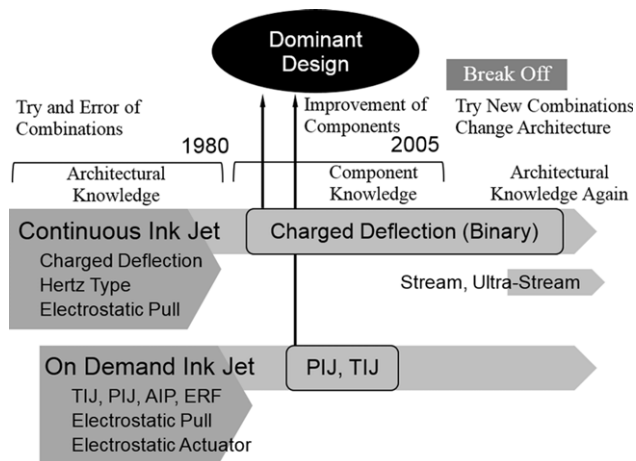 Dominant
Design
Break Off
Try and Error of
Combinations
Improvement of
Components
Try New Combinations
Change Architecture
1980
2005
Architectural
Knowledge
Component
Knowledge
Architectural
Knowledge Again
Continuous Ink Jet
Charged Deflection (Binary)
Charged Deflection
Hertz Type
Electrostatic Pull
Stream, Ultra-Stream
On Demand Ink Jet
PIJ, TIJ
TIJ, PIJ, AIP, ERF
Electrostatic Pull
Electrostatic Actuator